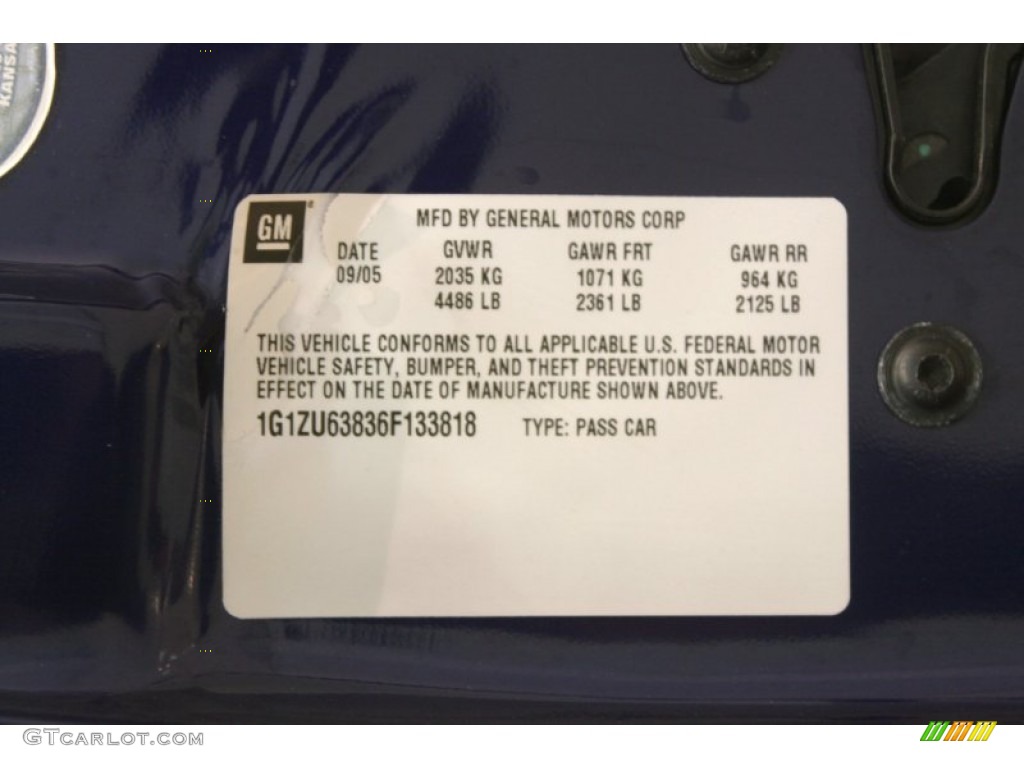 KANSA
GM
MFD BY GENERAL MOTORS CORP
DATE GVWR GAWR FRT GAWR RR
09/05 2035 KG 1071 KG 964 KG
4486 LB 2361 LB 2125 LB
THIS VEHICLE CONFORMS TO ALL APPLICABLE U.S. FEDERAL MOTOR
VEHICLE SAFETY, BUMPER, AND THEFT PREVENTION STANDARDS IN
EFFECT ON THE DATE OF MANUFACTURE SHOWN ABOVE.
1G1ZU63836F133818 TYPE: PASS CAR
GTCARLOT.COM